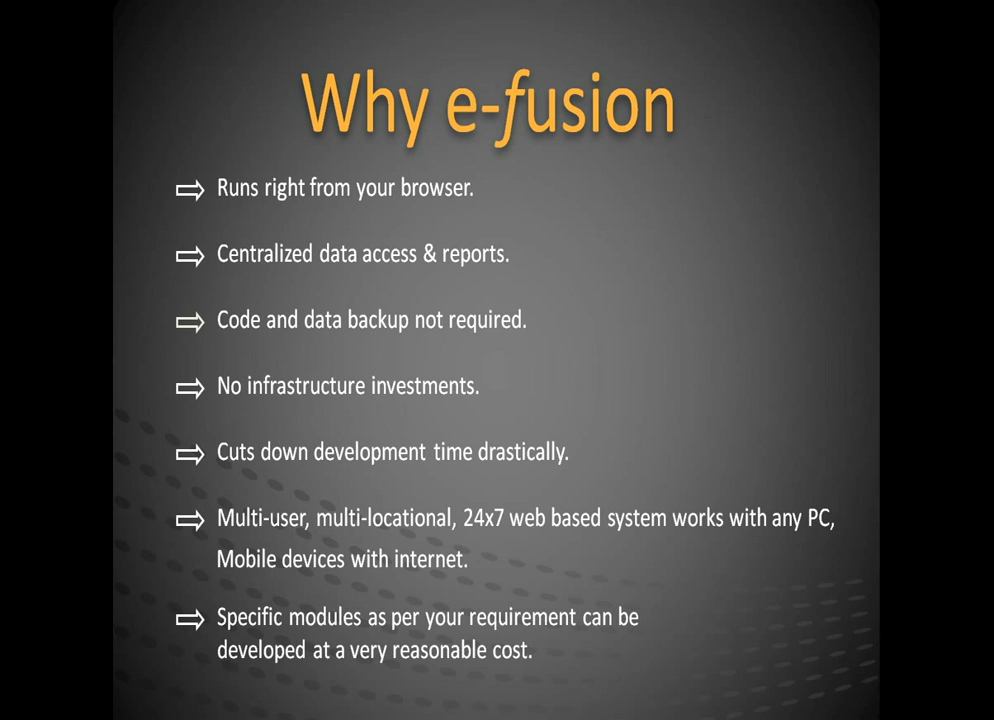 Why e-fusion
Runs right from your browser.
Centralized data access & reports.
Code and data backup not required.
No infrastructure investments.
Cuts down development time drastically.
Multi-user, multi-locational, 24x7 web based system works with any PC,
Mobile devices with internet.
Specific modules as per your requirement can be
developed at a very reasonable cost.